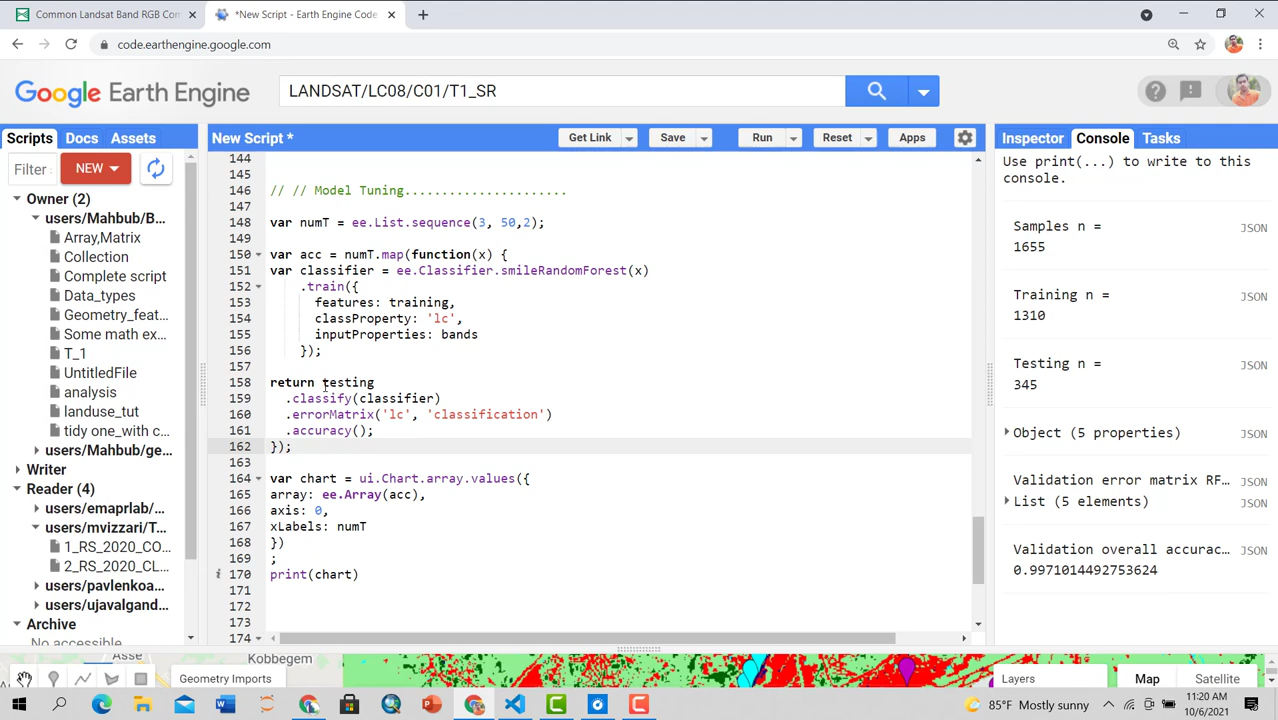 Common Landsat Band RGB Com
*New Script - Earth Engine Code
code.earthengine.google.com
Google Earth Engine
LANDSAT/LC08/C01/T1_SR
Scripts Docs Assets
New Script *
Get Link Save Run Reset Apps
Inspector Console Tasks
Filter NEW
Owner (2)
users/Mahbub/B...
Array,Matrix
Collection
Complete script
Data_types
Geometry_feat...
Some math ex...
T_1
UntitledFile
analysis
landuse_tut
tidy one_with c...
users/Mahbub/ge...
Writer
Reader (4)
users/emaprlab/...
users/mvizzari/T...
1_RS_2020_CO...
2_RS_2020_CL...
users/pavlenkoa...
users/ujavalgand...
Archive
No accessible
144
145
146 // // Model Tuning......................
147
148 var numT = ee.List.sequence(3, 50,2);
149
150 var acc = numT.map(function(x) {
151 var classifier = ee.Classifier.smileRandomForest(x)
152 .train({
153 features: training,
154 classProperty: 'lc',
155 inputProperties: bands
156 });
157
158 return testing
159 .classify(classifier)
160 .errorMatrix('lc', 'classification')
161 .accuracy();
162 });
163
164 var chart = ui.Chart.array.values({
165 array: ee.Array(acc),
166 axis: 0,
167 xLabels: numT
168 })
169 ;
i 170 print(chart)
171
172
173
174
Use print(...) to write to this
console.
Samples n = JSON
1655
Training n = JSON
1310
Testing n = JSON
345
Object (5 properties) JSON
Validation error matrix RF... JSON
List (5 elements) JSON
Validation overall accurac... JSON
0.9971014492753624
Asse
Kobbegem
Geometry Imports
Layers
Map Satellite
85°F Mostly sunny
11:20 AM
10/6/2021